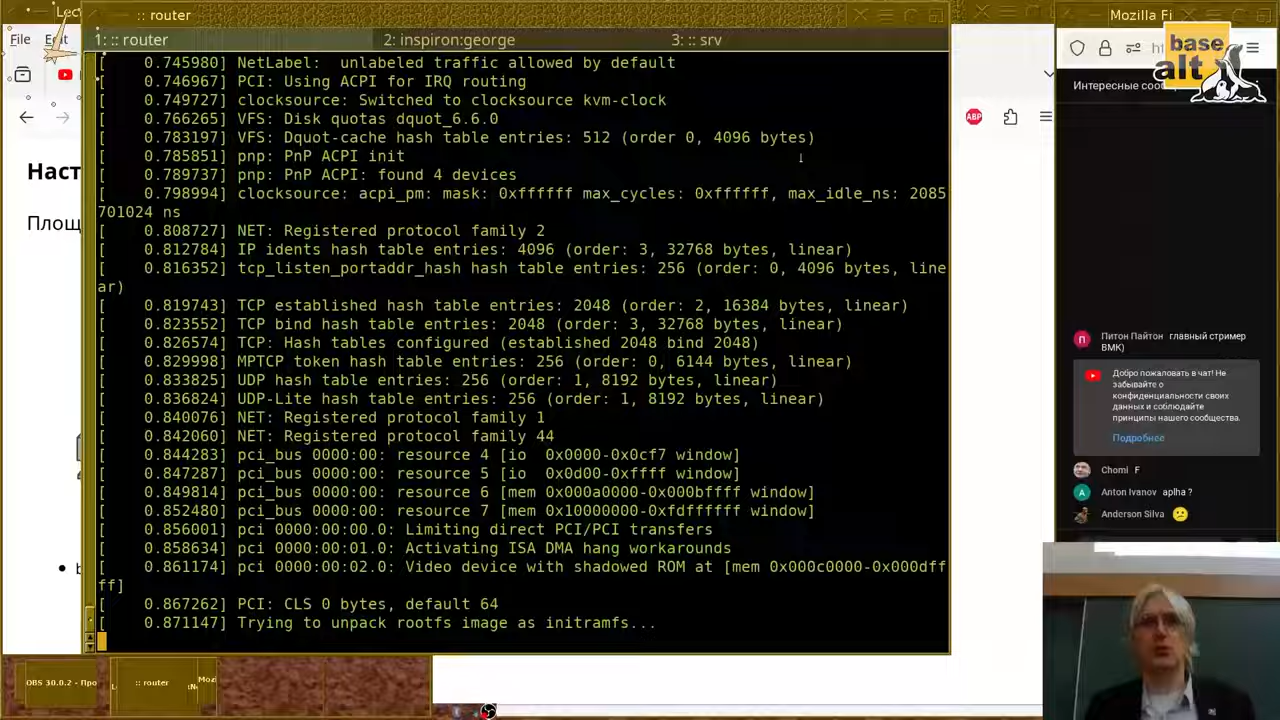 :: router
1: :: router
2: inspiron:george
3: :: srv
[    0.745980] NetLabel:  unlabeled traffic allowed by default
[    0.746967] PCI: Using ACPI for IRQ routing
[    0.749727] clocksource: Switched to clocksource kvm-clock
[    0.766265] VFS: Disk quotas dquot_6.6.0
[    0.783197] VFS: Dquot-cache hash table entries: 512 (order 0, 4096 bytes)
[    0.785851] pnp: PnP ACPI init
[    0.789737] pnp: PnP ACPI: found 4 devices
[    0.798994] clocksource: acpi_pm: mask: 0xffffff max_cycles: 0xffffff, max_idle_ns: 2085
701024 ns
[    0.808727] NET: Registered protocol family 2
[    0.812784] IP idents hash table entries: 4096 (order: 3, 32768 bytes, linear)
[    0.816352] tcp_listen_portaddr_hash hash table entries: 256 (order: 0, 4096 bytes, line
ar)
[    0.819743] TCP established hash table entries: 2048 (order: 2, 16384 bytes, linear)
[    0.823552] TCP bind hash table entries: 2048 (order: 3, 32768 bytes, linear)
[    0.826574] TCP: Hash tables configured (established 2048 bind 2048)
[    0.829998] MPTCP token hash table entries: 256 (order: 0, 6144 bytes, linear)
[    0.833825] UDP hash table entries: 256 (order: 1, 8192 bytes, linear)
[    0.836824] UDP-Lite hash table entries: 256 (order: 1, 8192 bytes, linear)
[    0.840076] NET: Registered protocol family 1
[    0.842060] NET: Registered protocol family 44
[    0.844283] pci_bus 0000:00: resource 4 [io  0x0000-0x0cf7 window]
[    0.847287] pci_bus 0000:00: resource 5 [io  0x0d00-0xffff window]
[    0.849814] pci_bus 0000:00: resource 6 [mem 0x000a0000-0x000bffff window]
[    0.852480] pci_bus 0000:00: resource 7 [mem 0x10000000-0xfdffffff window]
[    0.856001] pci 0000:00:00.0: Limiting direct PCI/PCI transfers
[    0.858634] pci 0000:00:01.0: Activating ISA DMA hang workarounds
[    0.861174] pci 0000:00:02.0: Video device with shadowed ROM at [mem 0x000c0000-0x000dff
ff]
[    0.867262] PCI: CLS 0 bytes, default 64
[    0.871147] Trying to unpack rootfs image as initramfs...
File
Наст
Площ
ABP
Mozilla Fi
base
alt
Интересные сооб
Питон Пайтон главный стример
ВМК)
Добро пожаловать в чат! Не
забывайте о
конфиденциальности своих
данных и соблюдайте
принципы нашего сообщества.
Подробнее
Chomi F
Anton Ivanov aplha ?
Anderson Silva
OBS 30.0.2 - Про
:: router